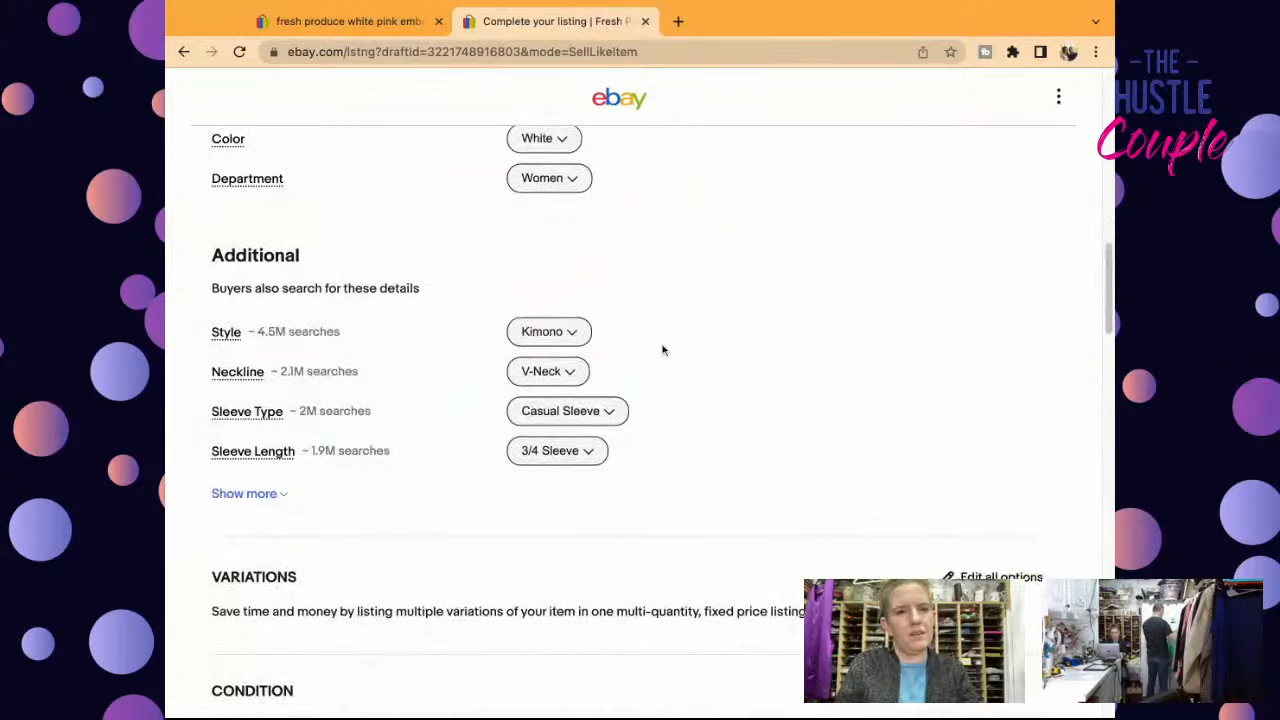 fresh produce white pink emb
Complete your listing | Fresh P
ebay.com/lstng?draftId=3221748916803&mode=SellLikeItem
-THE-
HUSTLE
Couple
ebay
Color White
Department Women
Additional
Buyers also search for these details
Style ~ 4.5M searches Kimono
Neckline ~ 2.1M searches V-Neck
Sleeve Type ~ 2M searches Casual Sleeve
Sleeve Length ~ 1.9M searches 3/4 Sleeve
Show more
VARIATIONS Edit all options
Save time and money by listing multiple variations of your item in one multi-quantity, fixed price listing
CONDITION